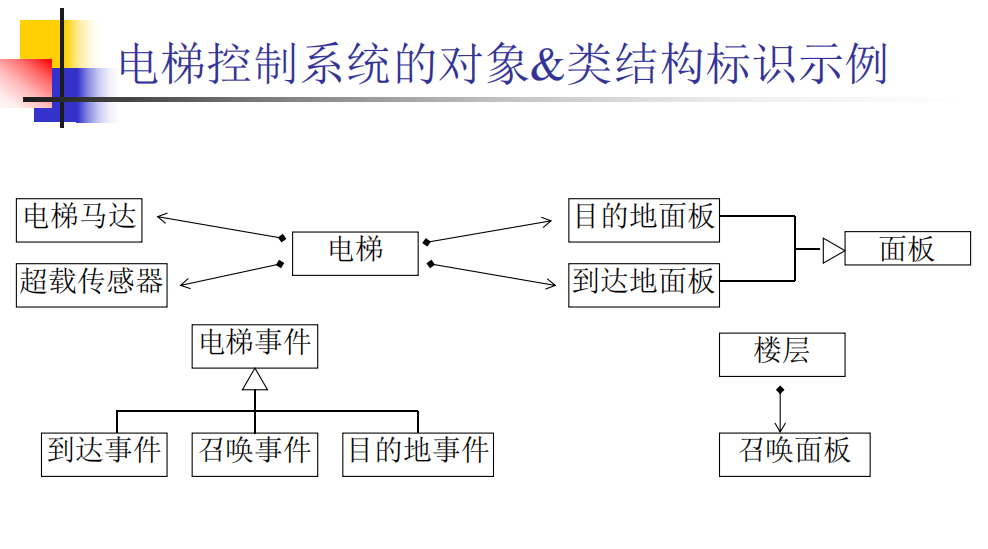 电梯控制系统的对象&类结构标识示例
电梯马达
目的地面板
电梯
面板
超载传感器
到达地面板
电梯事件
楼层
到达事件
召唤事件
目的地事件
召唤面板